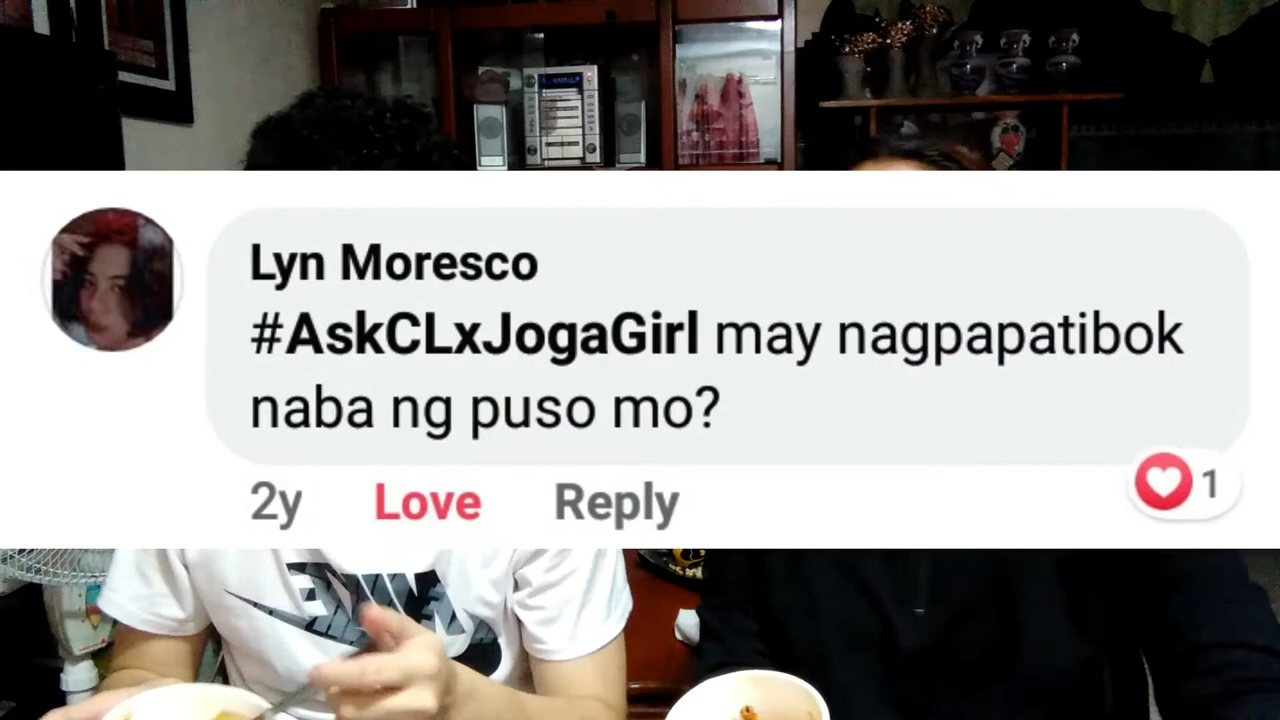 Lyn Moresco
#AskCLxJogaGirl may nagpapatibok
naba ng puso mo?
2y Love Reply
1